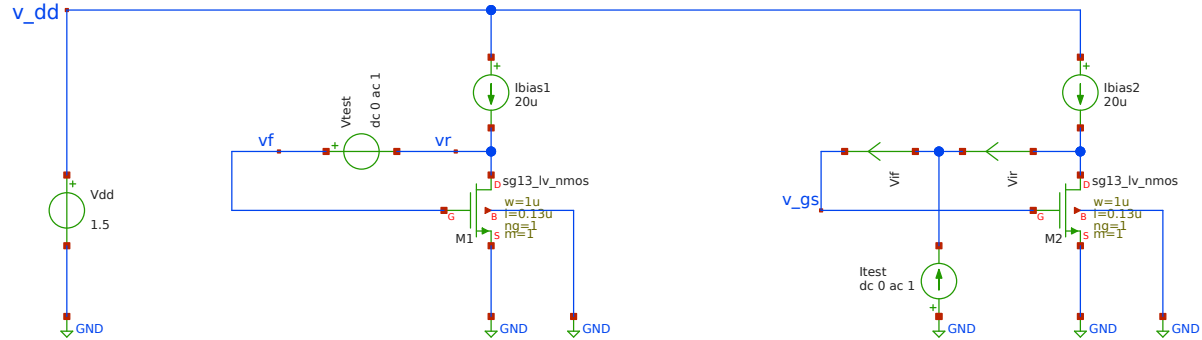 v_dd
Ibias1
20u
Ibias2
20u
Vtest
dc 0 ac 1
vf
vr
Vif
Vir
Vdd
1.5
D
sg13_lv_nmos
w=1u
l=0.13u
ng=1
m=1
G
B
S
M1
v_gs
D
sg13_lv_nmos
w=1u
l=0.13u
ng=1
m=1
G
B
S
M2
Itest
dc 0 ac 1
GND
GND
GND
GND
GND
GND